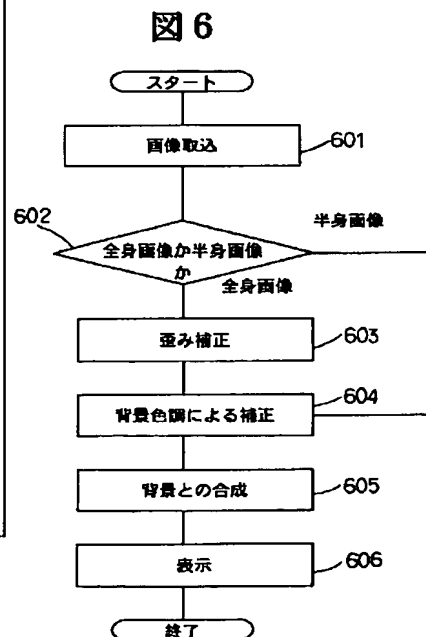 図6
スタート
画像取込
601
602
半身画像
全身画像か半身画像
か
全身画像
歪み補正
603
背景色調による補正
604
背景との合成
605
表示
606
終了